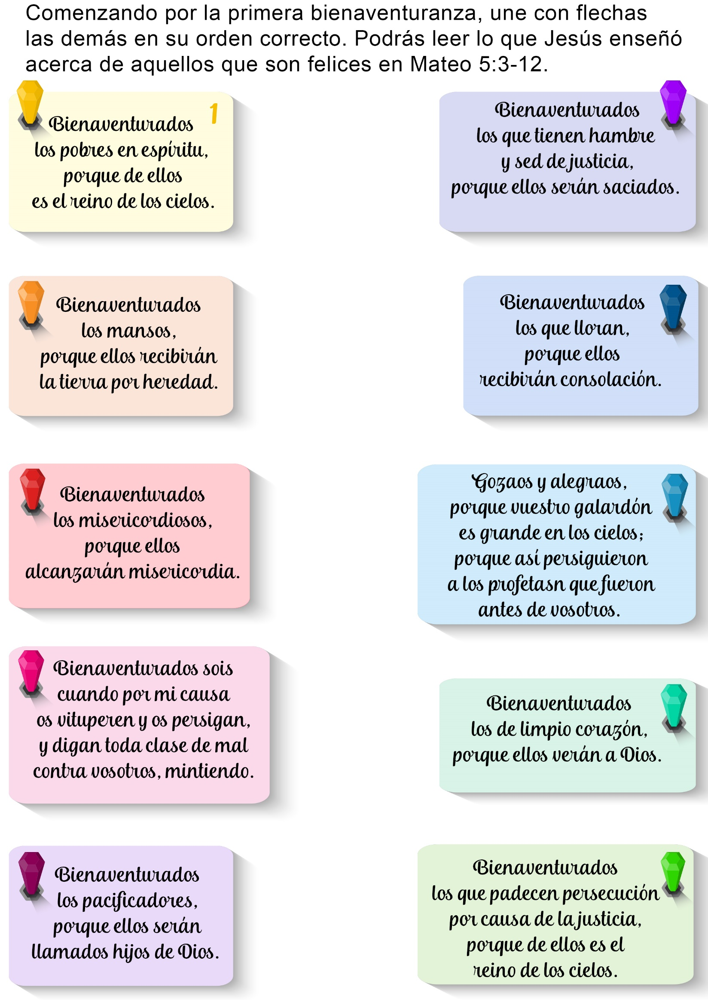 Comenzando por la primera bienaventuranza, une con flechas
las demás en su orden correcto. Podrás leer lo que Jesús enseñó
acerca de aquellos que son felices en Mateo 5:3-12.
1
Bienaventurados
los pobres en espíritu,
porque de ellos
es el reino de los cielos.
Bienaventurados
los que tienen hambre
y sed de justicia,
porque ellos serán saciados.
Bienaventurados
los mansos,
porque ellos recibirán
la tierra por heredad.
Bienaventurados
los que lloran,
porque ellos
recibirán consolación.
Bienaventurados
los misericordiosos,
porque ellos
alcanzarán misericordia.
Gozaos y alegraos,
porque vuestro galardón
es grande en los cielos;
porque así persiguieron
a los profetasn que fueron
antes de vosotros.
Bienaventurados sois
cuando por mi causa
os vituperen y os persigan,
y digan toda clase de mal
contra vosotros, mintiendo.
Bienaventurados
los de limpio corazón,
porque ellos verán a Dios.
Bienaventurados
los pacificadores,
porque ellos serán
llamados hijos de Dios.
Bienaventurados
los que padecen persecución
por causa de la justicia,
porque de ellos es el
reino de los cielos.